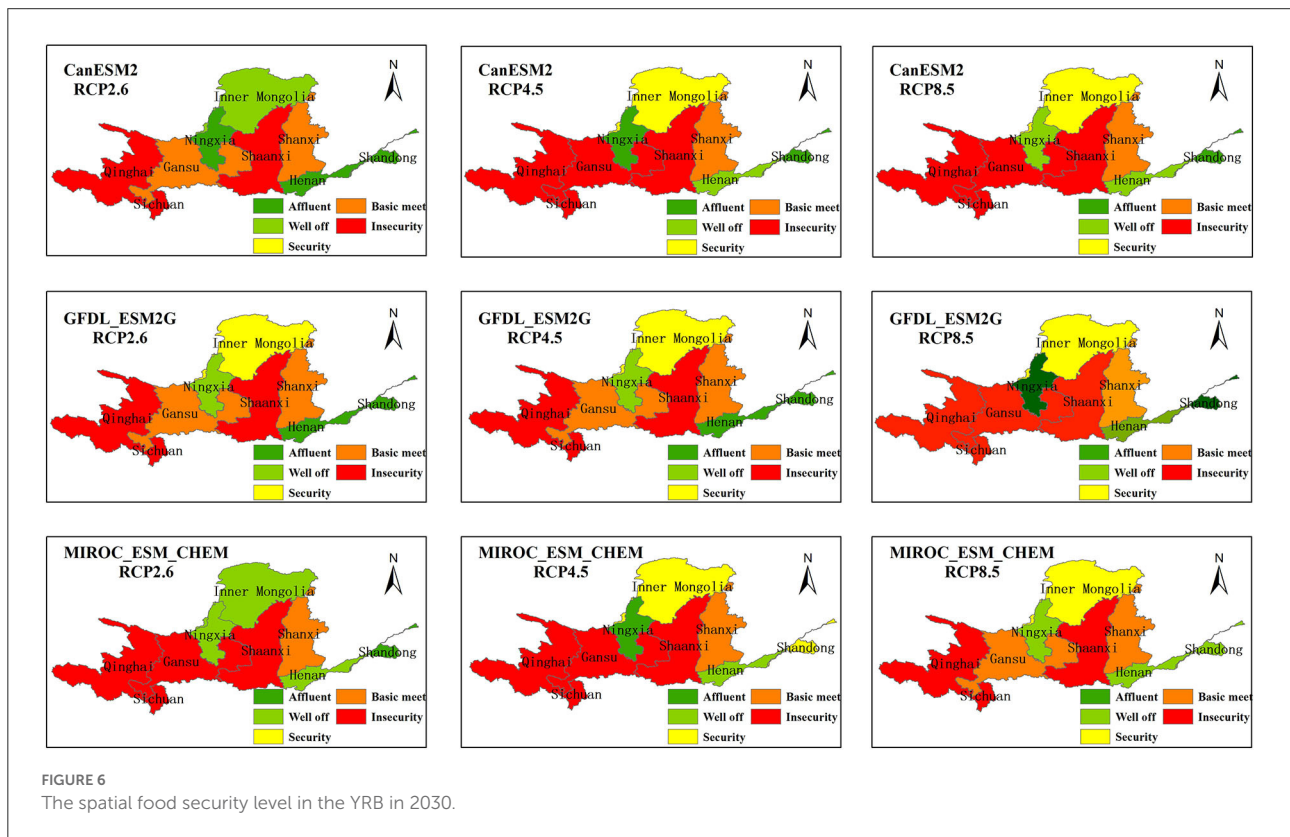 CanESM2
RCP2.6
N
Inner Mongolia
Ningxia
Shanxi
Shaanxi
Shandong
Qinghai
Gansu
Henan
Sichuan
Affluent
Basic meet
Well off
Insecurity
Security
CanESM2
RCP4.5
N
Inner Mongolia
Ningxia
Shanxi
Shaanxi
Shandong
Qinghai
Gansu
Henan
Sichuan
Affluent
Basic meet
Well off
Insecurity
Security
CanESM2
RCP8.5
N
Inner Mongolia
Ningxia
Shanxi
Shaanxi
Shandong
Qinghai
Gansu
Henan
Sichuan
Affluent
Basic meet
Well off
Insecurity
Security
GFDL_ESM2G
RCP2.6
N
Inner Mongolia
Ningxia
Shanxi
Shaanxi
Shandong
Qinghai
Gansu
Henan
Sichuan
Affluent
Basic meet
Well off
Insecurity
Security
GFDL_ESM2G
RCP4.5
N
Inner Mongolia
Ningxia
Shanxi
Shaanxi
Shandong
Qinghai
Gansu
Henan
Sichuan
Affluent
Basic meet
Well off
Insecurity
Security
GFDL_ESM2G
RCP8.5
N
Inner Mongolia
Ningxia
Shanxi
Shaanxi
Shandong
Qinghai
Gansu
Henan
Sichuan
Affluent
Basic meet
Well off
Insecurity
Security
MIROC_ESM_CHEM
RCP2.6
N
Inner Mongolia
Ningxia
Shanxi
Shaanxi
Shandong
Qinghai
Gansu
Henan
Sichuan
Affluent
Basic meet
Well off
Insecurity
Security
MIROC_ESM_CHEM
RCP4.5
N
Inner Mongolia
Ningxia
Shanxi
Shaanxi
Shandong
Qinghai
Gansu
Henan
Sichuan
Affluent
Basic meet
Well off
Insecurity
Security
MIROC_ESM_CHEM
RCP8.5
N
Inner Mongolia
Ningxia
Shanxi
Shaanxi
Shandong
Qinghai
Gansu
Henan
Sichuan
Affluent
Basic meet
Well off
Insecurity
Security
FIGURE 6
The spatial food security level in the YRB in 2030.